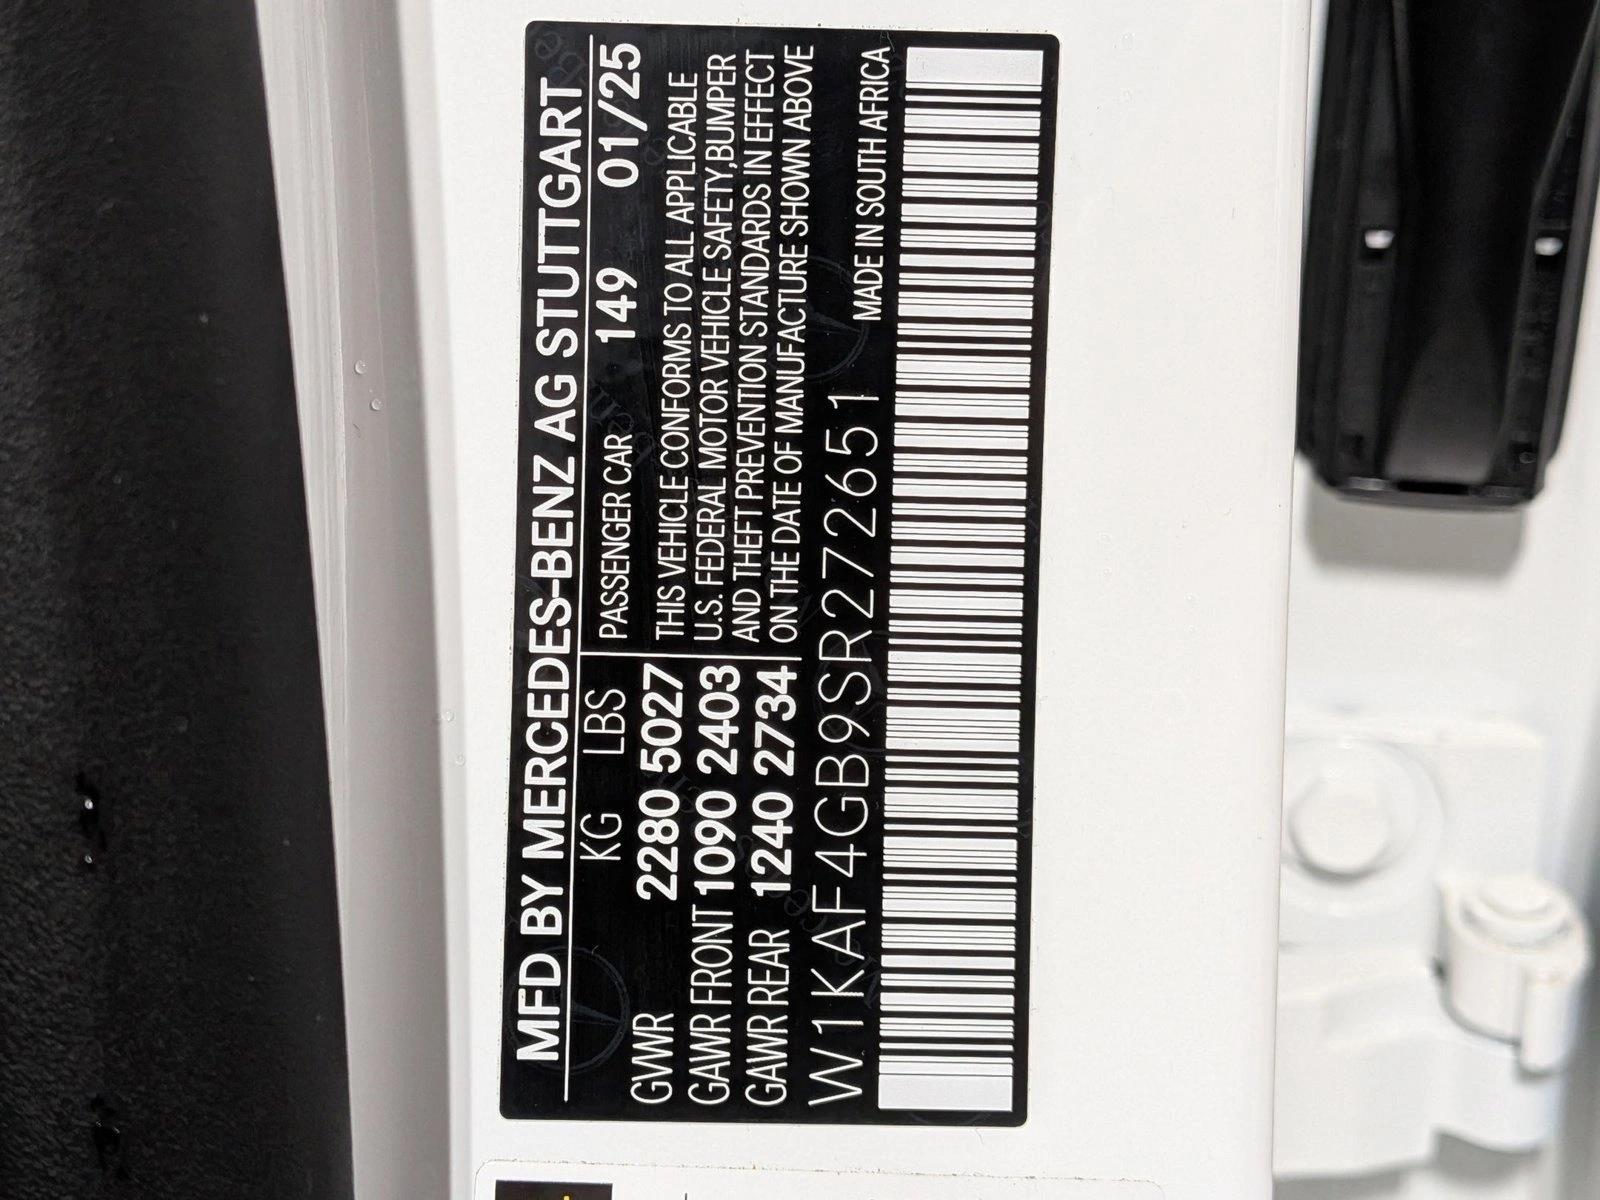 MFD BY MERCEDES-BENZ AG STUTTGART
KG LBS
GVWR 2280 5027
GAWR FRONT 1090 2403
GAWR REAR 1240 2734
PASSENGER CAR 149 01/25
THIS VEHICLE CONFORMS TO ALL APPLICABLE
U.S. FEDERAL MOTOR VEHICLE SAFETY,BUMPER
AND THEFT PREVENTION STANDARDS IN EFFECT
ON THE DATE OF MANUFACTURE SHOWN ABOVE
W1KAF4GB9SR272651
MADE IN SOUTH AFRICA